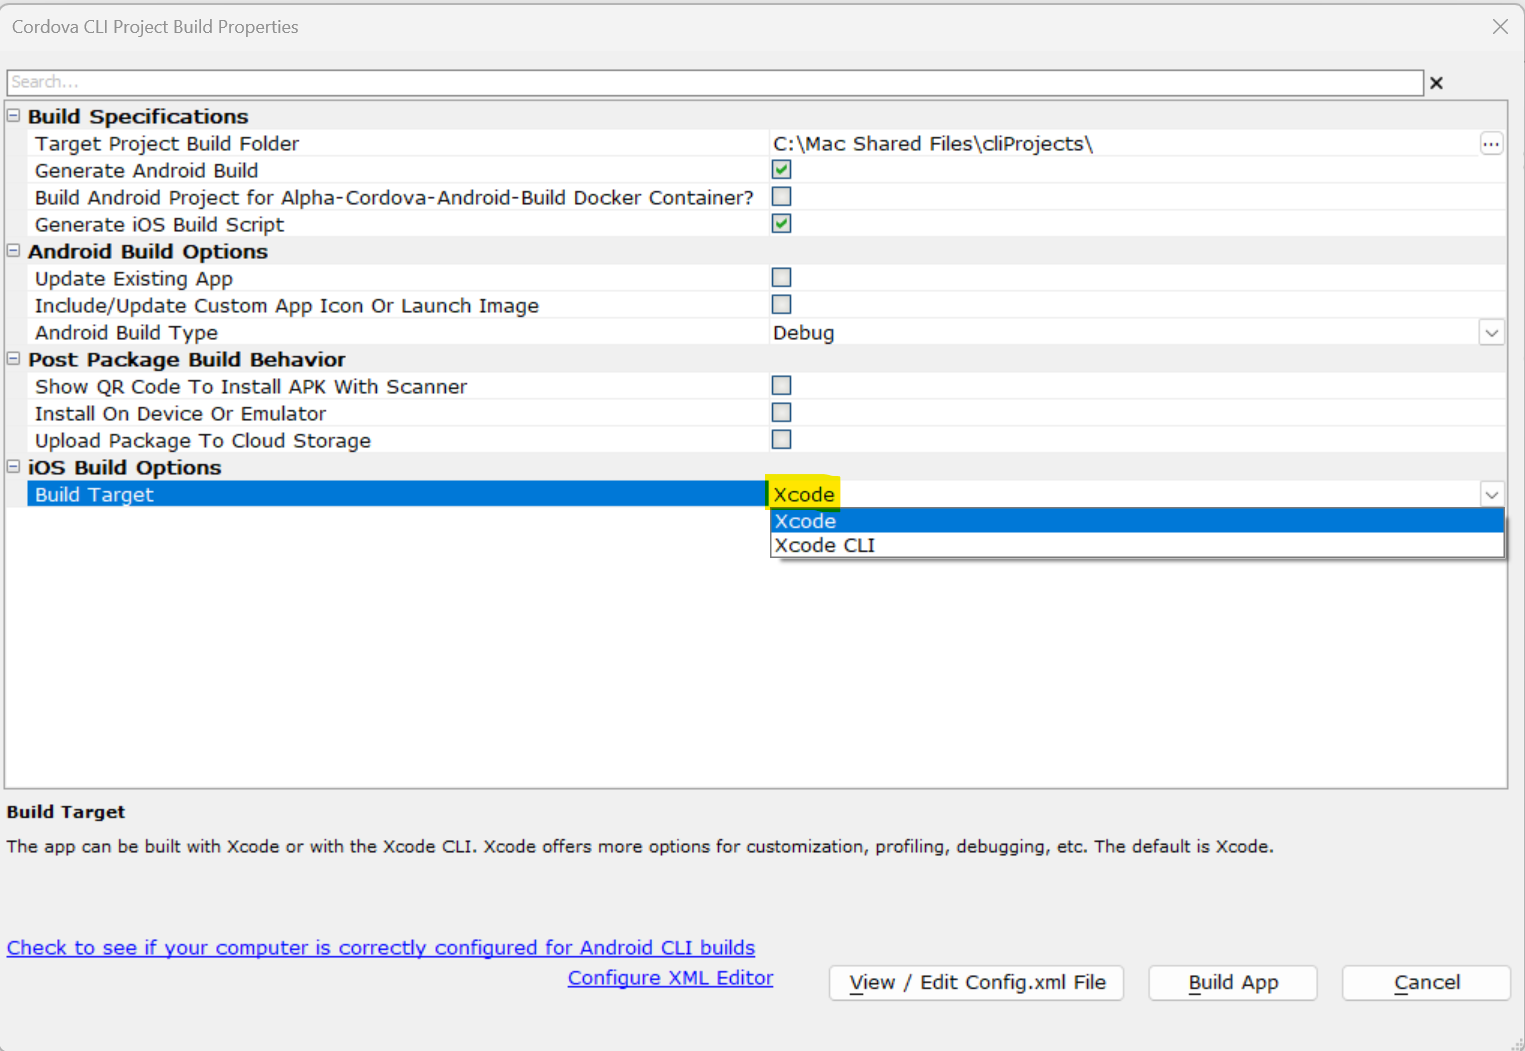 Cordova CLI Project Build Properties
Search...
Build Specifications
Target Project Build Folder C:\Mac Shared Files\cliProjects\ ...
Generate Android Build
Build Android Project for Alpha-Cordova-Android-Build Docker Container?
Generate iOS Build Script
Android Build Options
Update Existing App
Include/Update Custom App Icon Or Launch Image
Android Build Type Debug
Post Package Build Behavior
Show QR Code To Install APK With Scanner
Install On Device Or Emulator
Upload Package To Cloud Storage
iOS Build Options
Build Target Xcode
Xcode
Xcode CLI
Build Target
The app can be built with Xcode or with the Xcode CLI. Xcode offers more options for customization, profiling, debugging, etc. The default is Xcode.
Check to see if your computer is correctly configured for Android CLI builds
Configure XML Editor View / Edit Config.xml File Build App Cancel